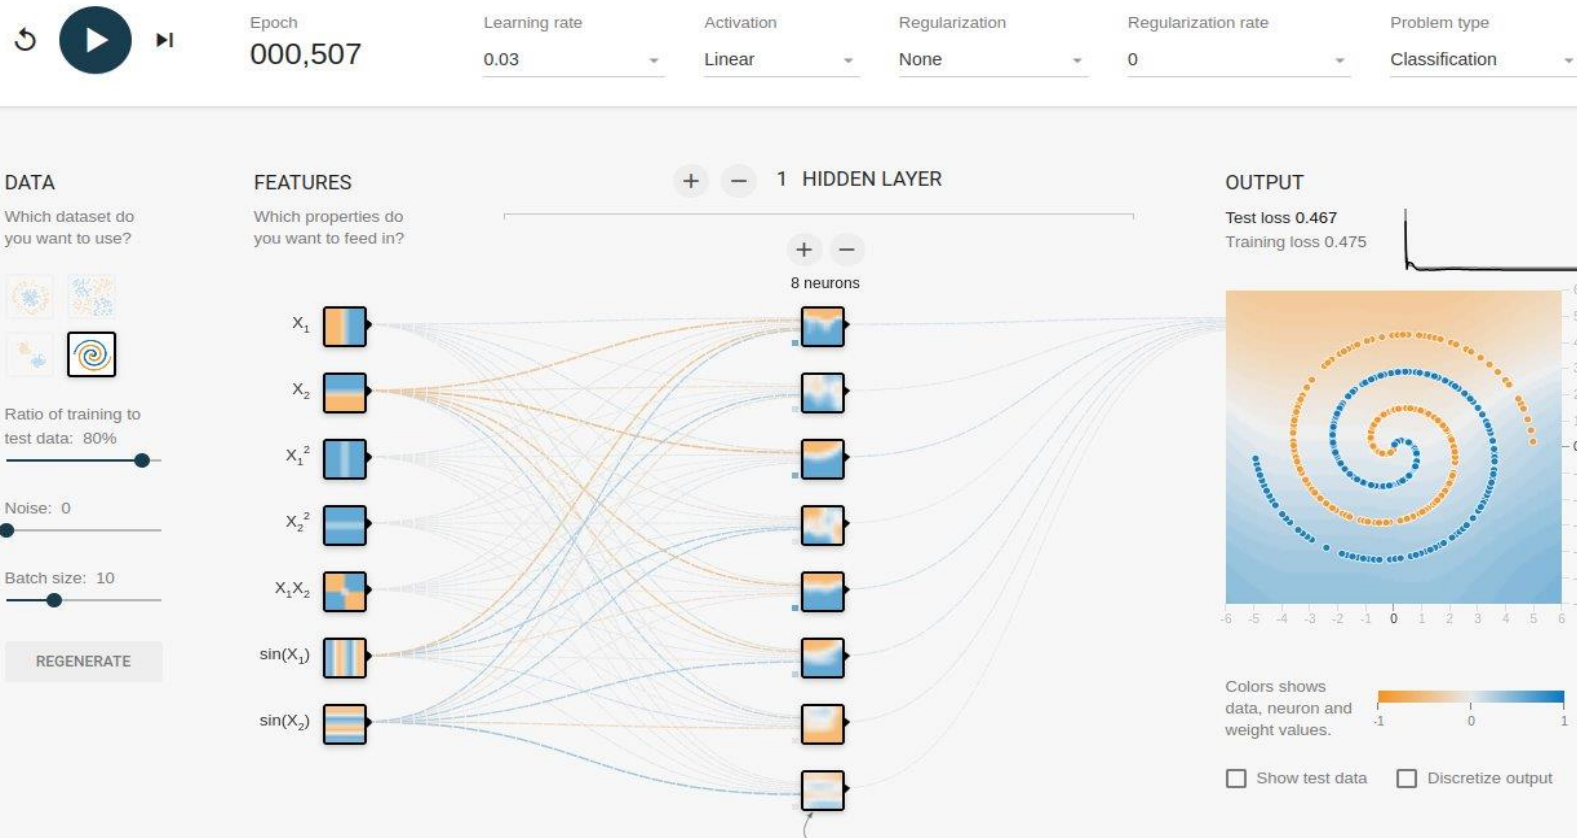 Epoch
000,507
Learning rate
0.03
Activation
Linear
Regularization
None
Regularization rate
0
Problem type
Classification
DATA
Which dataset do
you want to use?
Ratio of training to
test data: 80%
Noise: 0
Batch size: 10
REGENERATE
FEATURES
Which properties do
you want to feed in?
X1
X2
X1²
X2²
X1X2
sin(X1)
sin(X2)
+ − 1 HIDDEN LAYER
+ −
8 neurons
OUTPUT
Test loss 0.467
Training loss 0.475
-6 -5 -4 -3 -2 -1 0 1 2 3 4 5 6
Colors shows
data, neuron and
weight values.
-1 0 1
Show test data
Discretize output